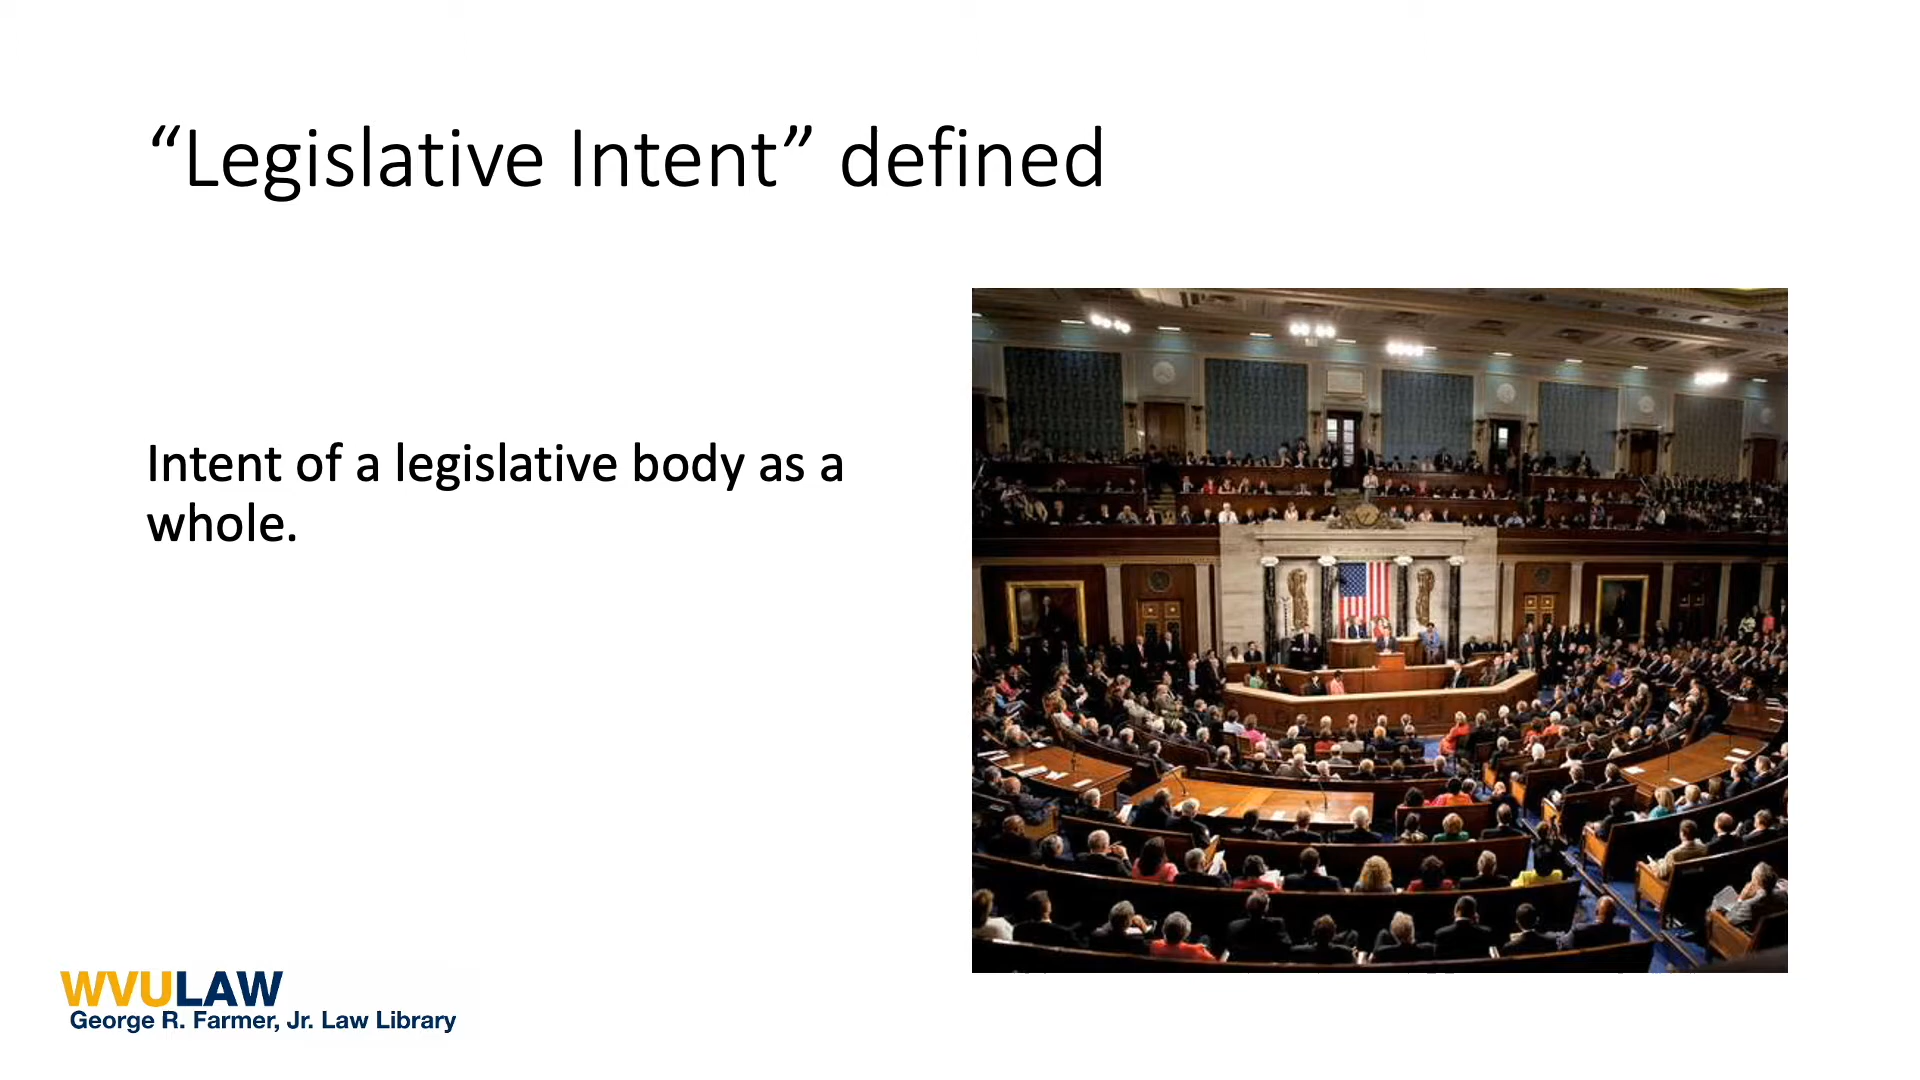 “Legislative Intent” defined
Intent of a legislative body as a
whole.
WVULAW
George R. Farmer, Jr. Law Library